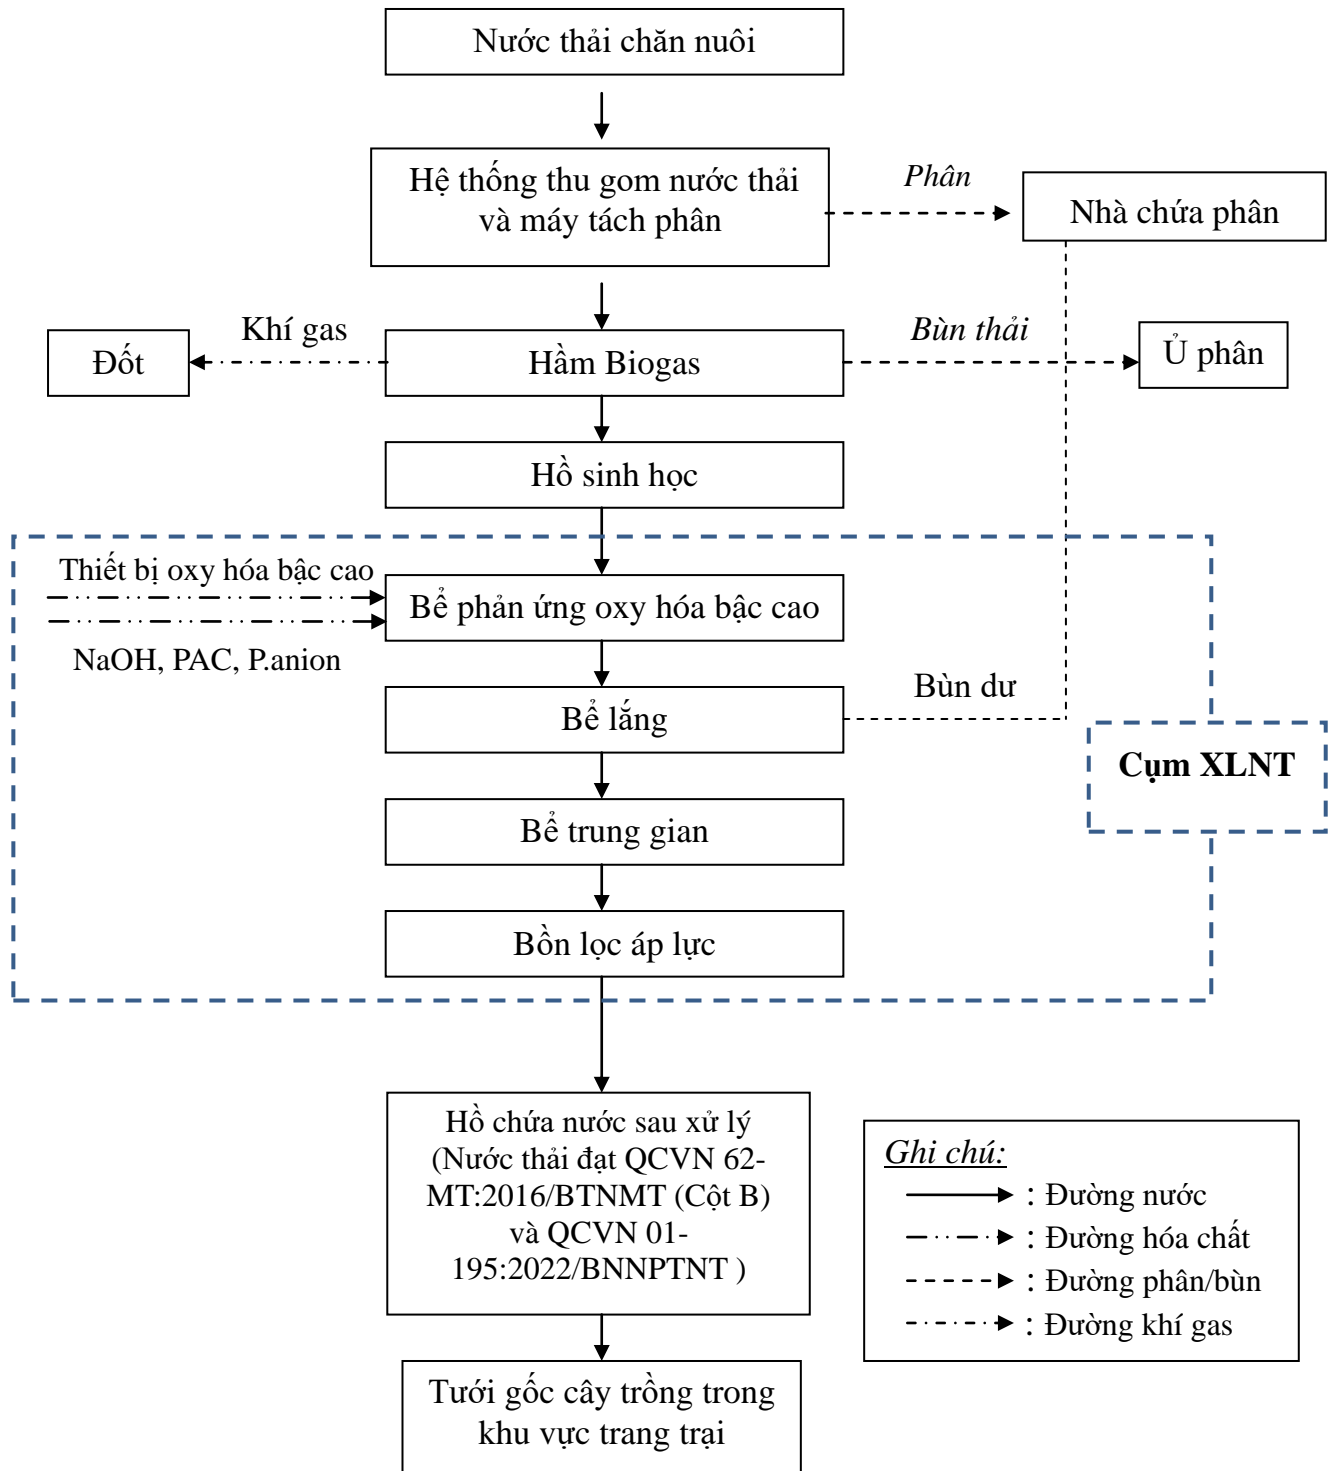 Nước thải chăn nuôi
Hệ thống thu gom nước thải
và máy tách phân
Phân
Nhà chứa phân
Đốt
Khí gas
Hầm Biogas
Bùn thải
Ủ phân
Hồ sinh học
Thiết bị oxy hóa bậc cao
Bể phản ứng oxy hóa bậc cao
NaOH, PAC, P.anion
Bể lắng
Bùn dư
Cụm XLNT
Bể trung gian
Bồn lọc áp lực
Hồ chứa nước sau xử lý
(Nước thải đạt QCVN 62-
MT:2016/BTNMT (Cột B)
và QCVN 01-
195:2022/BNNPTNT )
Ghi chú:
: Đường nước
: Đường hóa chất
: Đường phân/bùn
: Đường khí gas
Tưới gốc cây trồng trong
khu vực trang trại